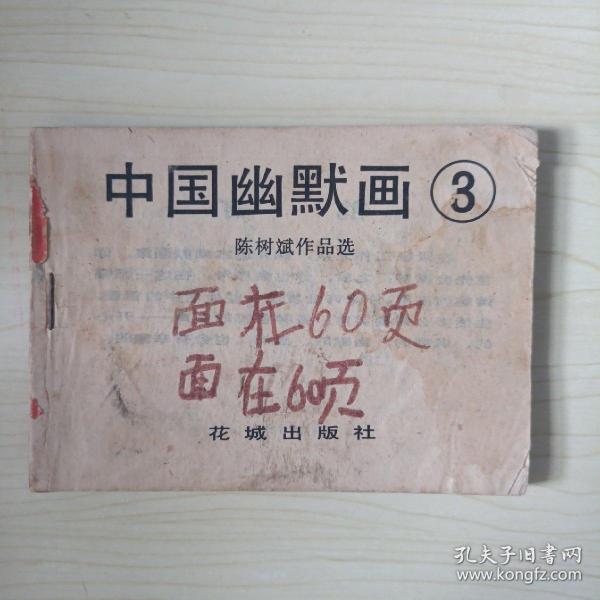 中国幽默画 ③
陈树斌作品选
面在60页
面在60页
花城出版社
孔夫子旧书网
www.kongfz.com